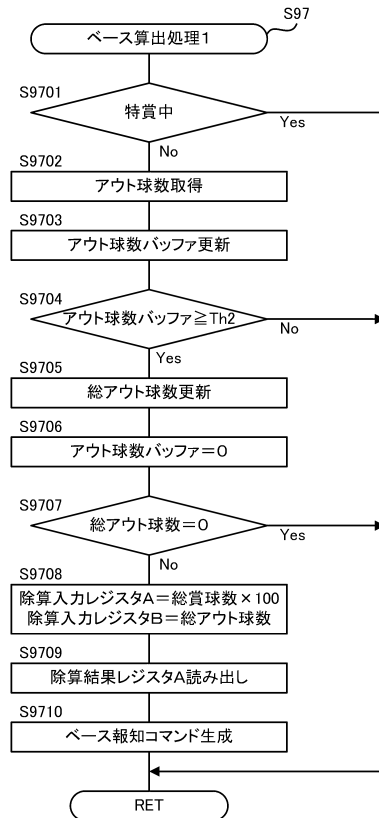 S97
ベース算出処理1
S9701
特賞中
Yes
No
S9702
アウト球数取得
S9703
アウト球数バッファ更新
S9704
アウト球数バッファ≧Th2
No
Yes
S9705
総アウト球数更新
S9706
アウト球数バッファ=0
S9707
総アウト球数=0
Yes
No
S9708
除算入力レジスタA=総賞球数×100
除算入力レジスタB=総アウト球数
S9709
除算結果レジスタA読み出し
S9710
ベース報知コマンド生成
RET